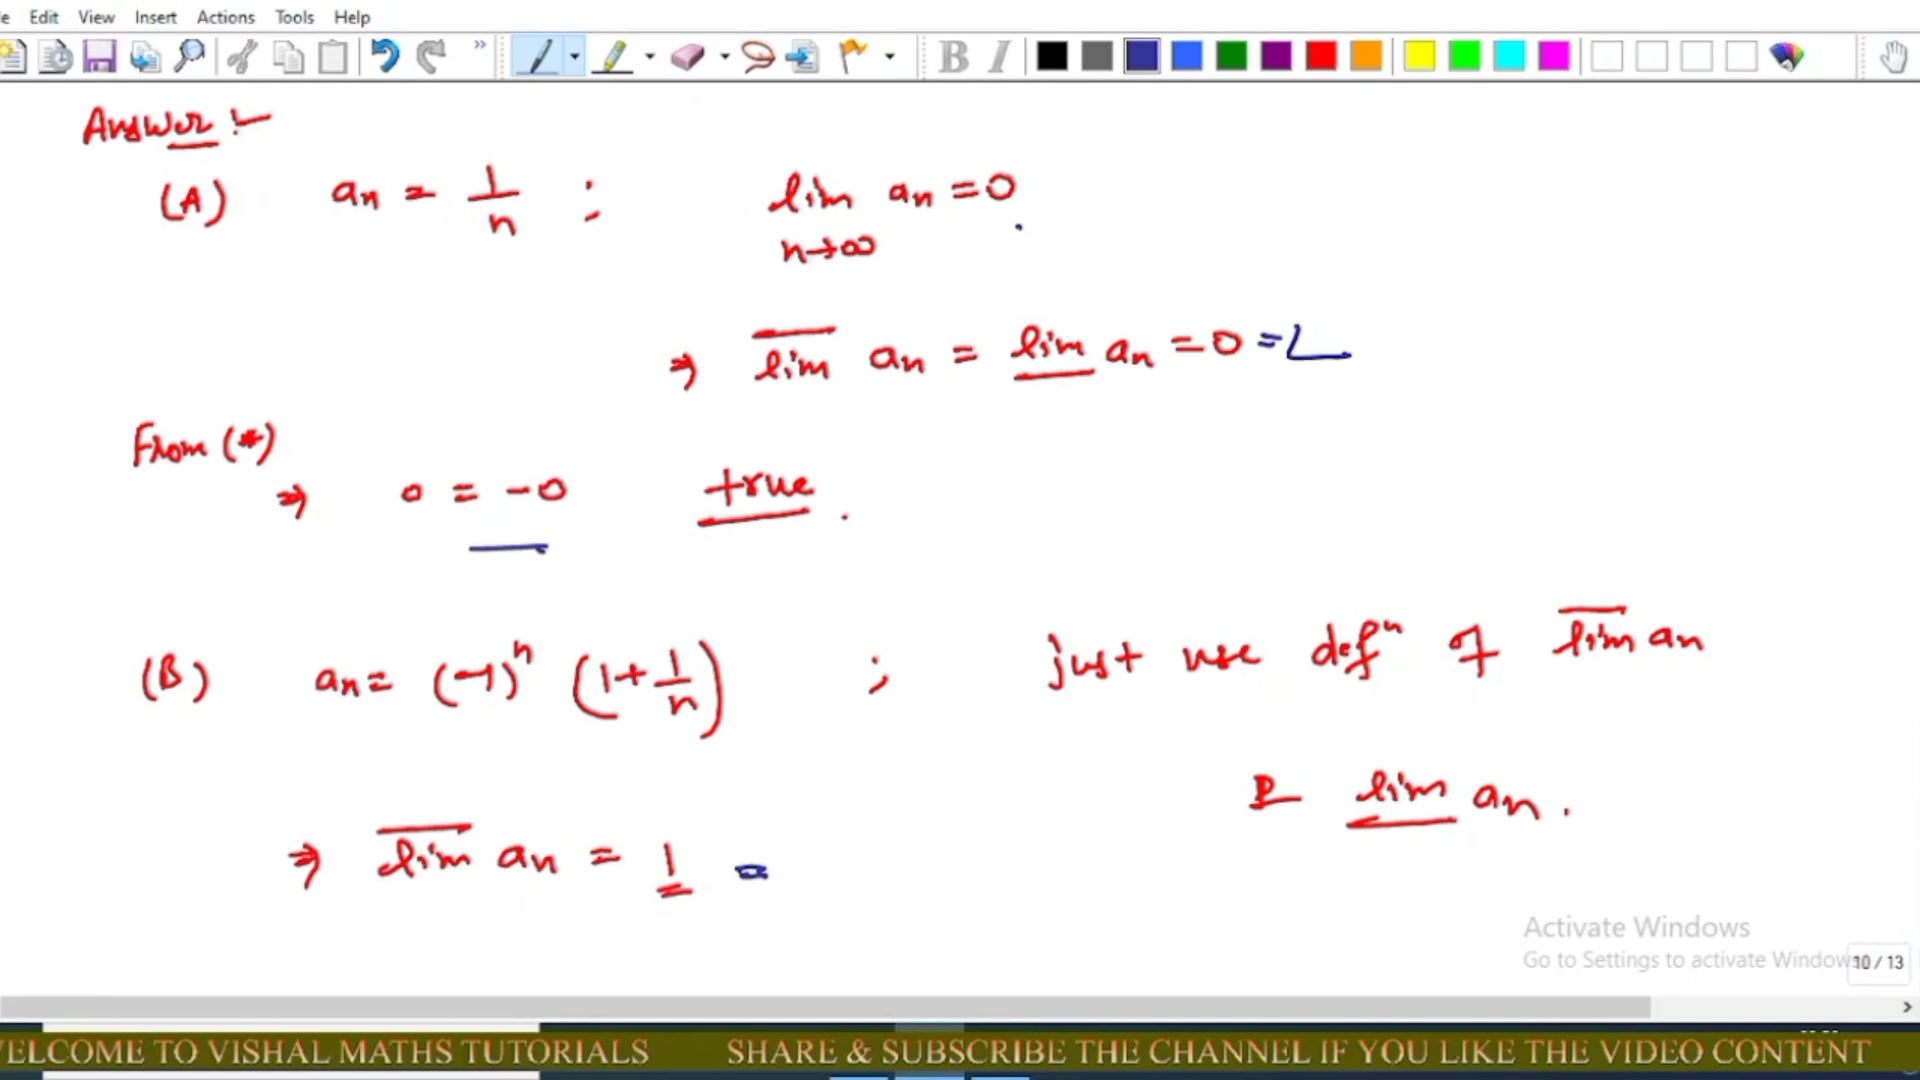 Edit View Insert Actions Tools Help
Answer :-
(A) an = 1/n ; lim an = 0
n→∞
⇒ lim an = lim an = 0 = L
From (*)
⇒ 0 = -0 true.
(B) an = (-1)^n (1+1/n) ; just use defn of lim an
& lim an.
⇒ lim an = 1 =
Activate Windows
Go to Settings to activate Windows
10 / 13
ELCOME TO VISHAL MATHS TUTORIALS SHARE & SUBSCRIBE THE CHANNEL IF YOU LIKE THE VIDEO CONTENT